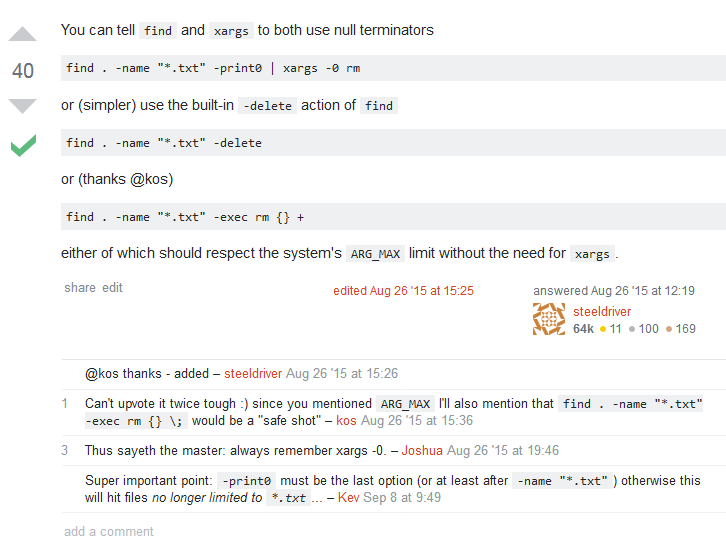 You can tell find and xargs to both use null terminators
40
find . -name "*.txt" -print0 | xargs -0 rm
or (simpler) use the built-in -delete action of find
find . -name "*.txt" -delete
or (thanks @kos)
find . -name "*.txt" -exec rm {} +
either of which should respect the system's ARG_MAX limit without the need for xargs.
share edit
edited Aug 26 '15 at 15:25
answered Aug 26 '15 at 12:19
steeldriver
64k ●11 ●100 ●169
@kos thanks - added – steeldriver Aug 26 '15 at 15:26
1 Can't upvote it twice tough :) since you mentioned ARG_MAX I'll also mention that find . -name "*.txt"
-exec rm {} \; would be a "safe shot" – kos Aug 26 '15 at 15:36
3 Thus sayeth the master: always remember xargs -0. – Joshua Aug 26 '15 at 19:46
Super important point: -print0 must be the last option (or at least after -name "*.txt" ) otherwise this
will hit files no longer limited to *.txt ... – Kev Sep 8 at 9:49
add a comment